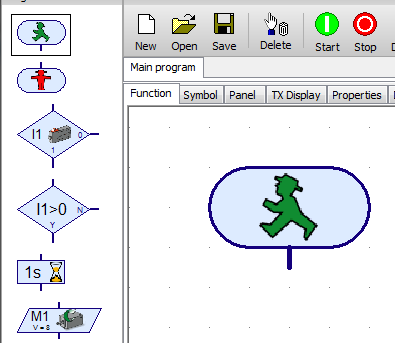 New Open Save Delete Start Stop
Main program
Function Symbol Panel TX Display Properties
I1 0
1
I1>0 N
Y
1s
M1
V = 8